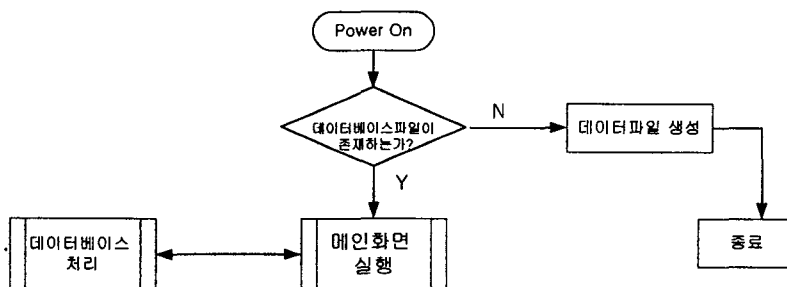 Power On
데이터베이스파일이
존재하는가?
N
데이터파일 생성
Y
데이터베이스
처리
메인화면
실행
종료